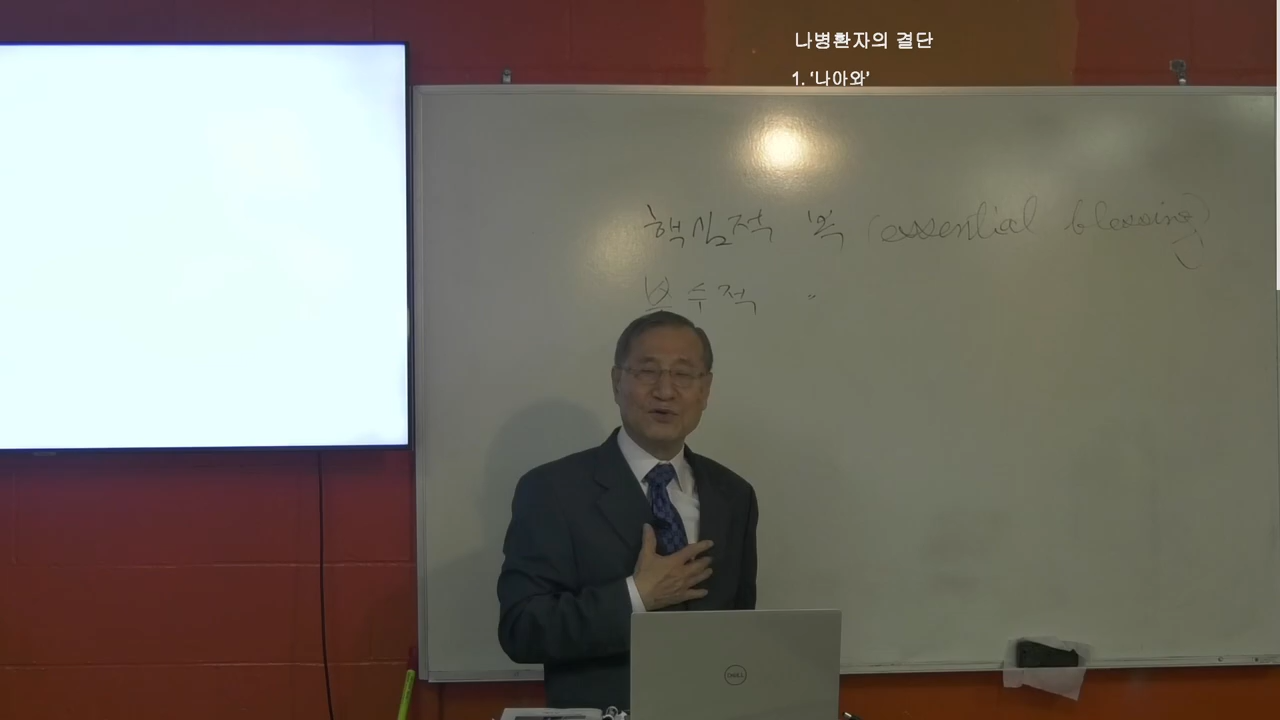 나병환자의 결단
1. ‘나아와’
핵심적 복 (essential blessing)
부수적 〃
DELL